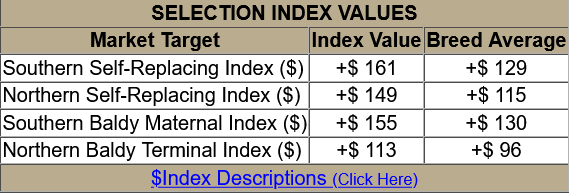 SELECTION INDEX VALUES
Market Target Index Value Breed Average
Southern Self-Replacing Index ($) +$ 161 +$ 129
Northern Self-Replacing Index ($) +$ 149 +$ 115
Southern Baldy Maternal Index ($) +$ 155 +$ 130
Northern Baldy Terminal Index ($) +$ 113 +$ 96
$Index Descriptions (Click Here)